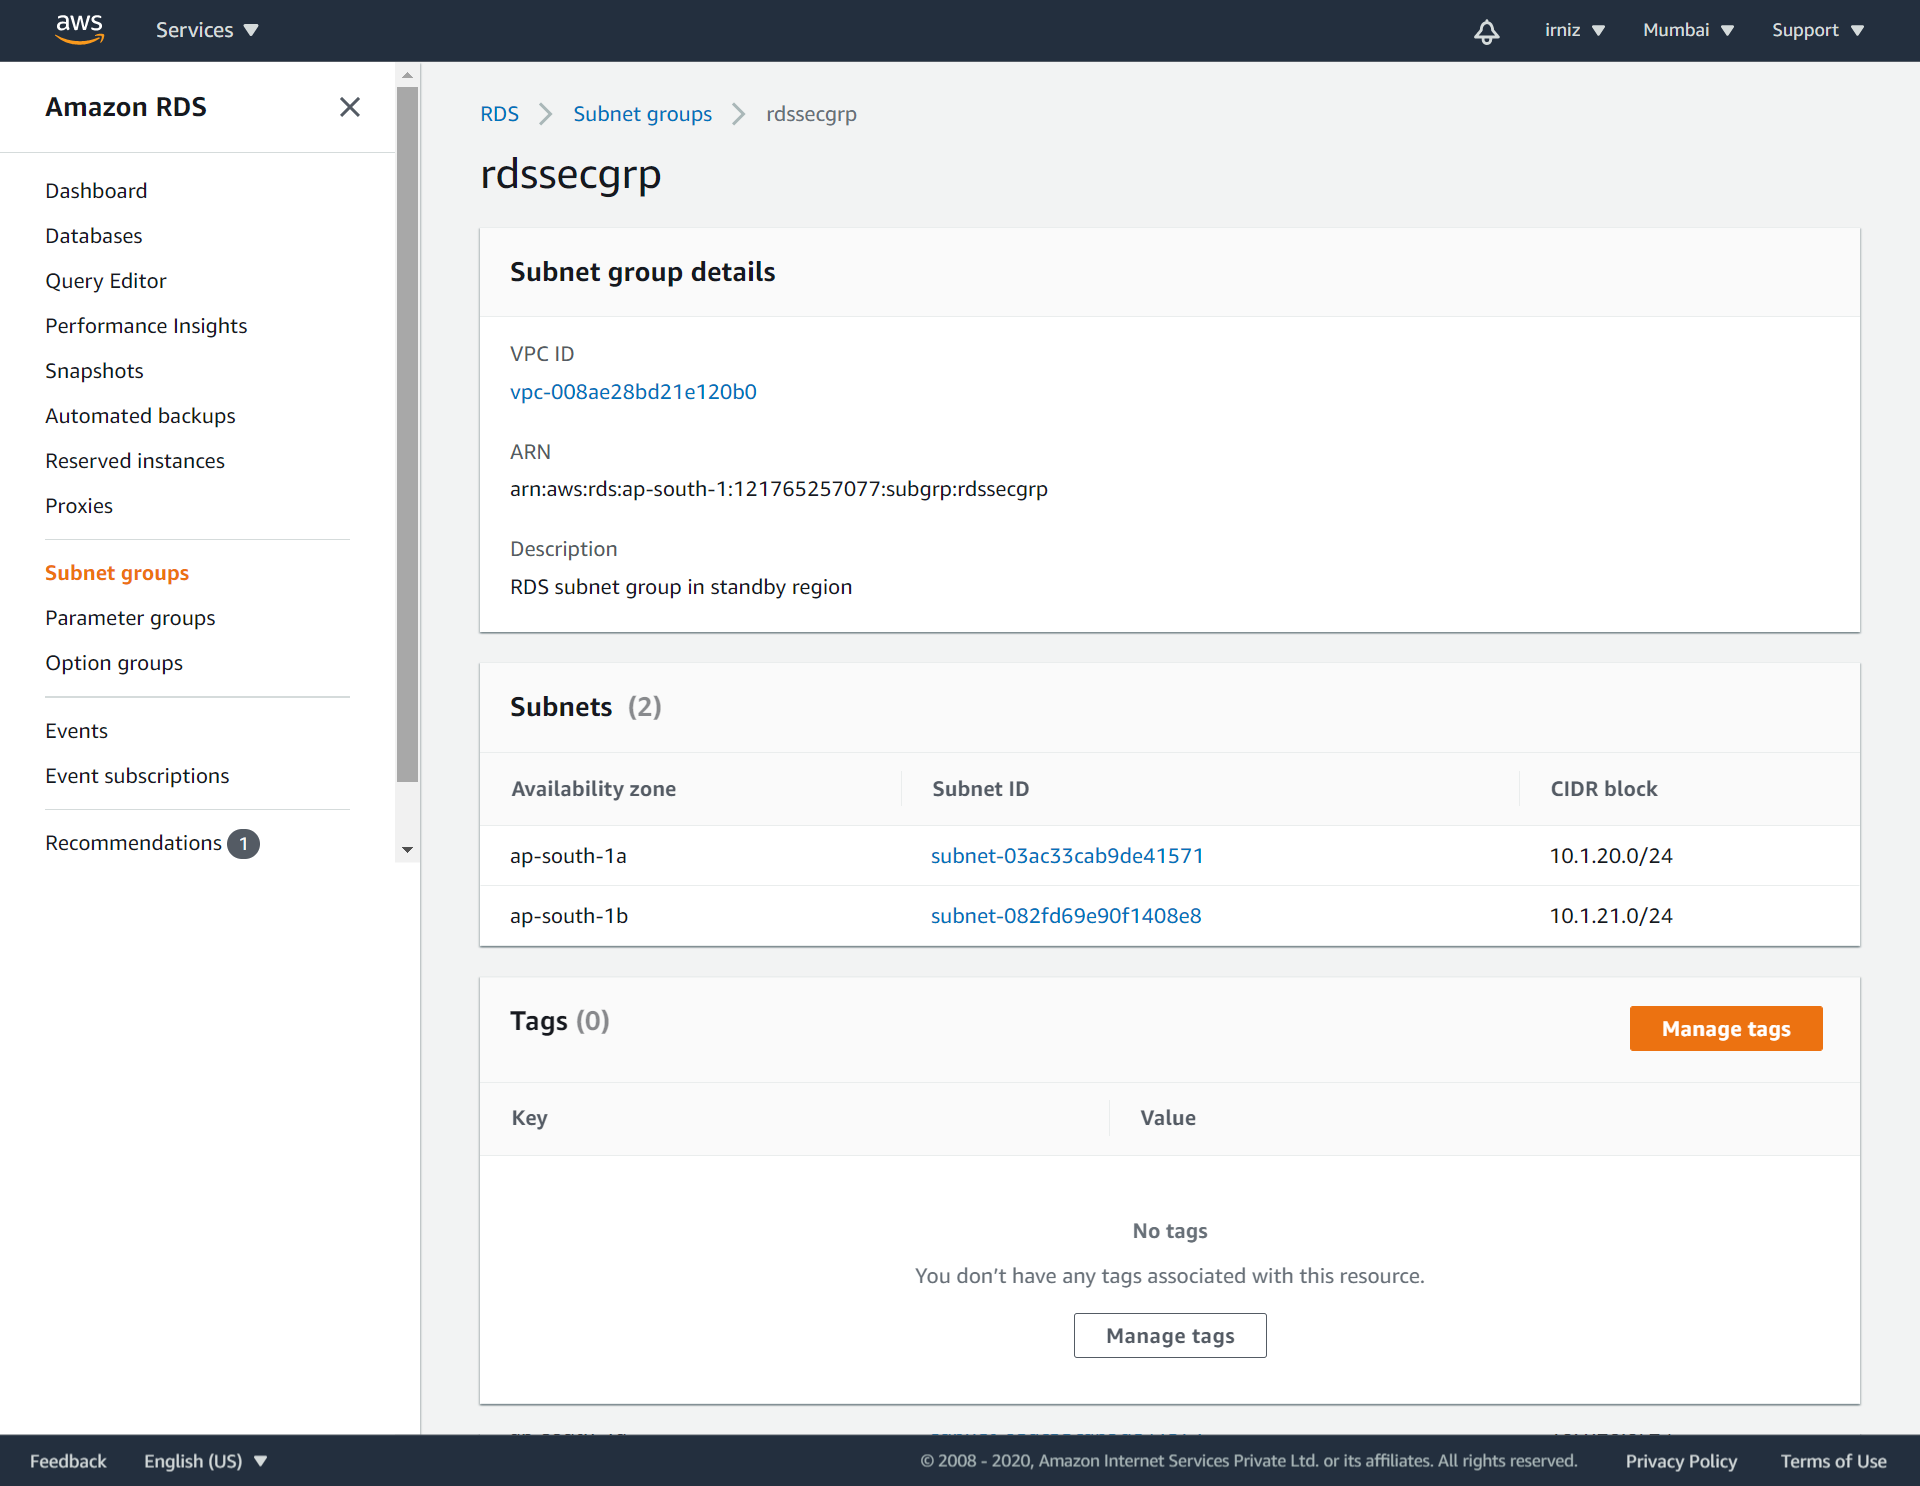 aws
Services
irniz
Mumbai
Support
Amazon RDS
Dashboard
Databases
Query Editor
Performance Insights
Snapshots
Automated backups
Reserved instances
Proxies
Subnet groups
Parameter groups
Option groups
Events
Event subscriptions
Recommendations 1
RDS > Subnet groups > rdssecgrp
rdssecgrp
Subnet group details
VPC ID
vpc-008ae28bd21e120b0
ARN
arn:aws:rds:ap-south-1:121765257077:subgrp:rdssecgrp
Description
RDS subnet group in standby region
Subnets (2)
Availability zone Subnet ID CIDR block
ap-south-1a subnet-03ac33cab9de41571 10.1.20.0/24
ap-south-1b subnet-082fd69e90f1408e8 10.1.21.0/24
Tags (0)
Manage tags
Key Value
No tags
You don’t have any tags associated with this resource.
Manage tags
Feedback
English (US)
© 2008 - 2020, Amazon Internet Services Private Ltd. or its affiliates. All rights reserved.
Privacy Policy
Terms of Use